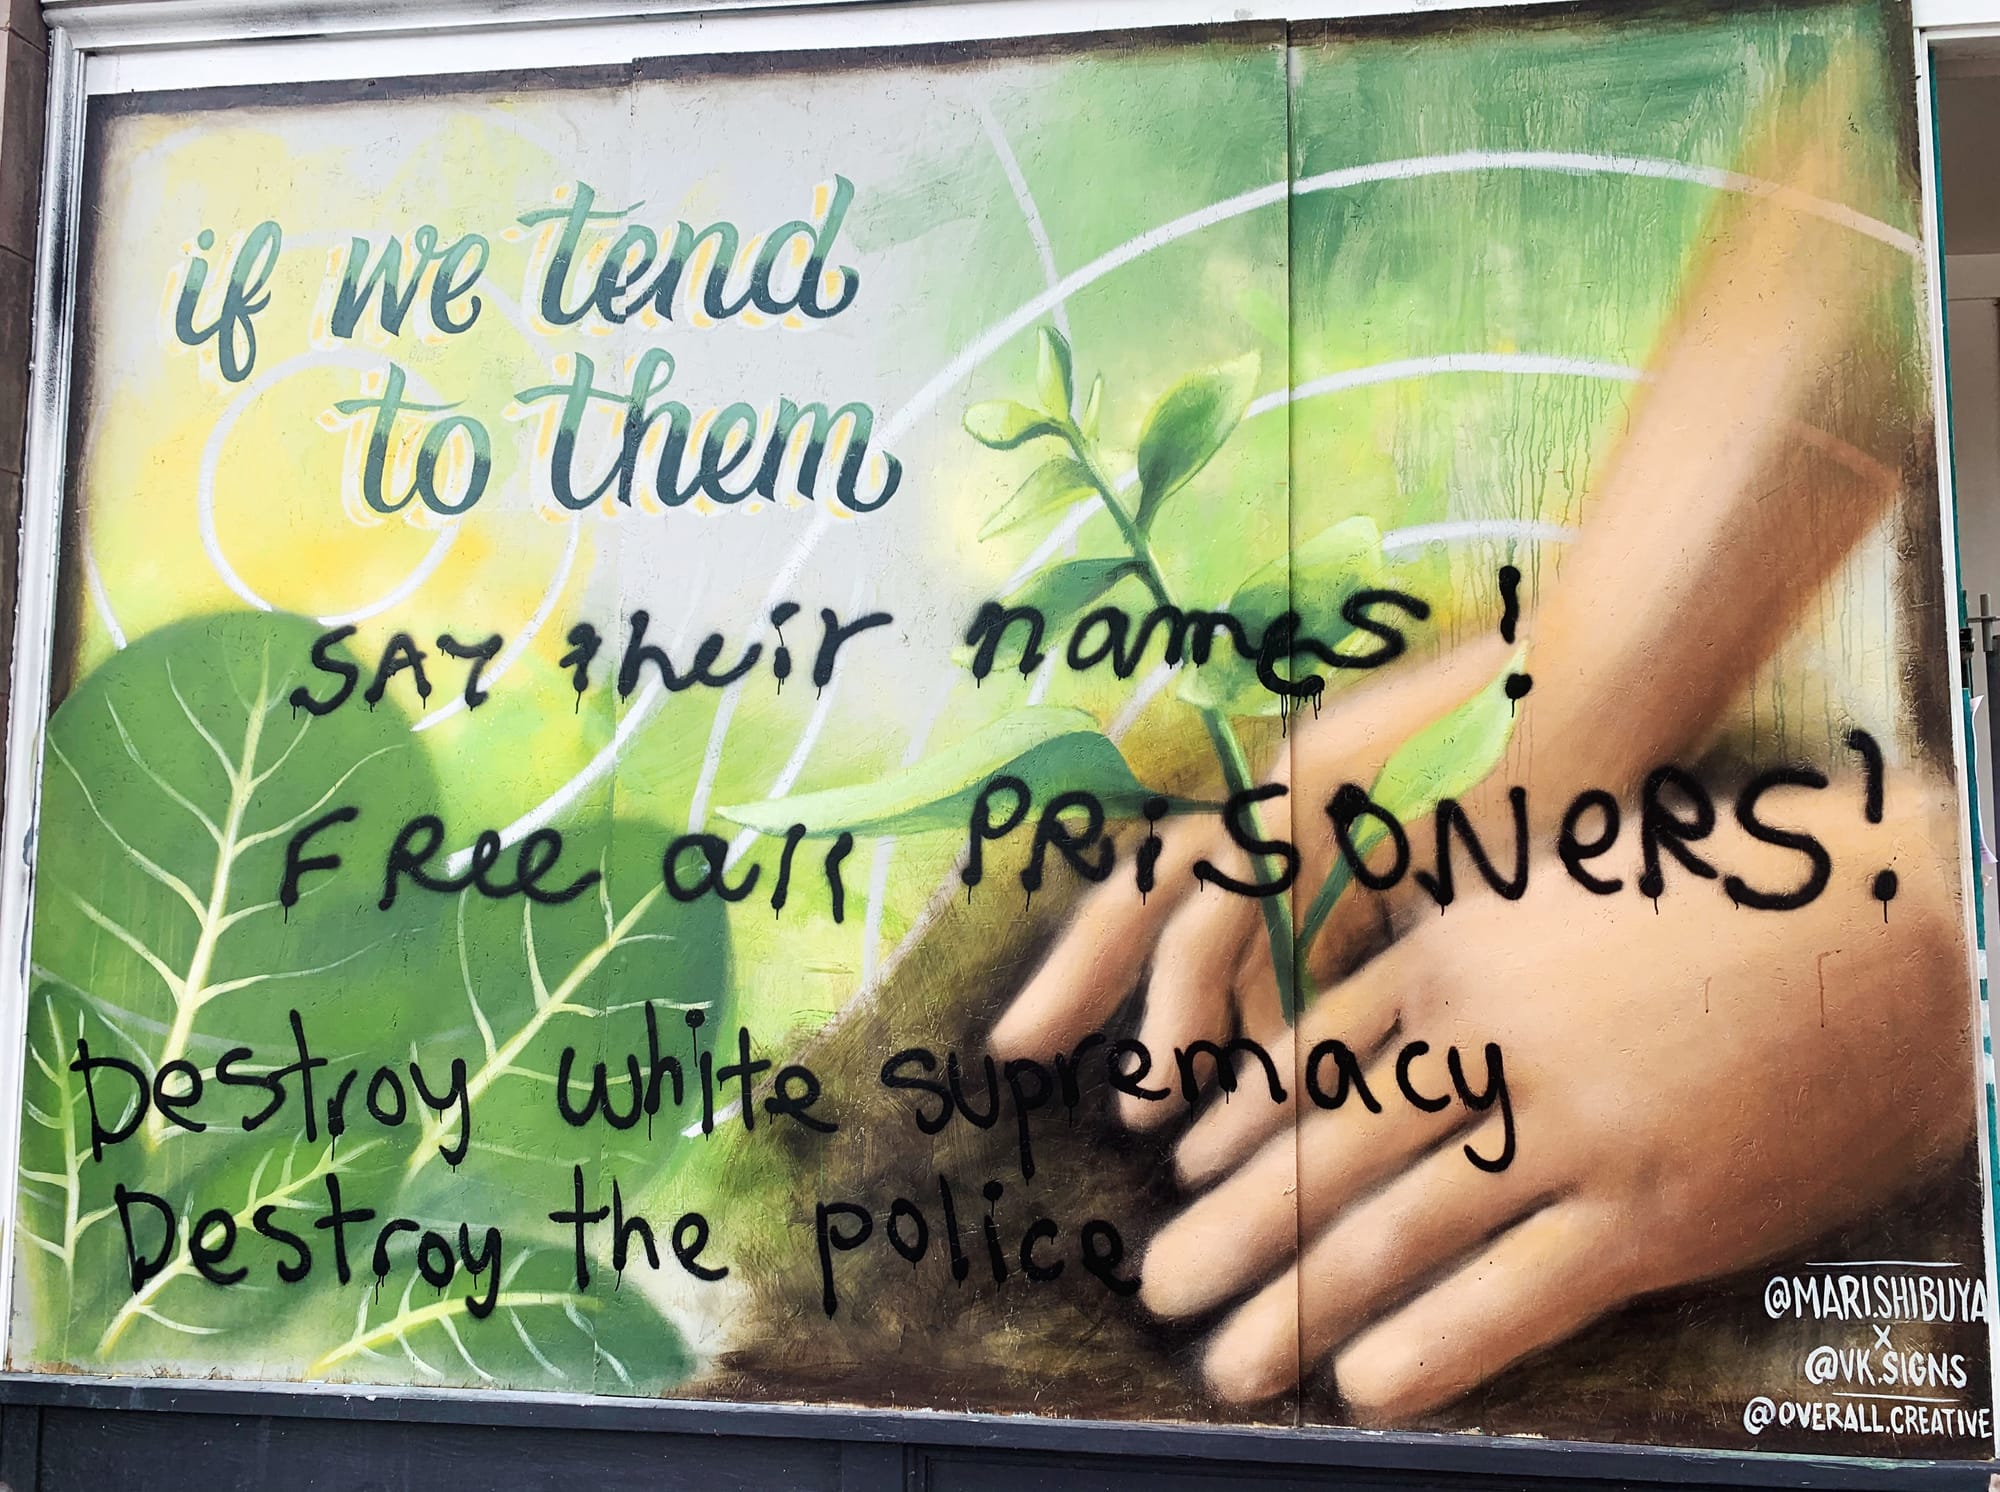 if we tend
to them
SAY their names!
FRee all PRiSONeRS!
Destroy white supremacy
Destroy the police
@MARI.SHIBUYA
x
@VK.SIGNS
@OVERALL.CREATIVE